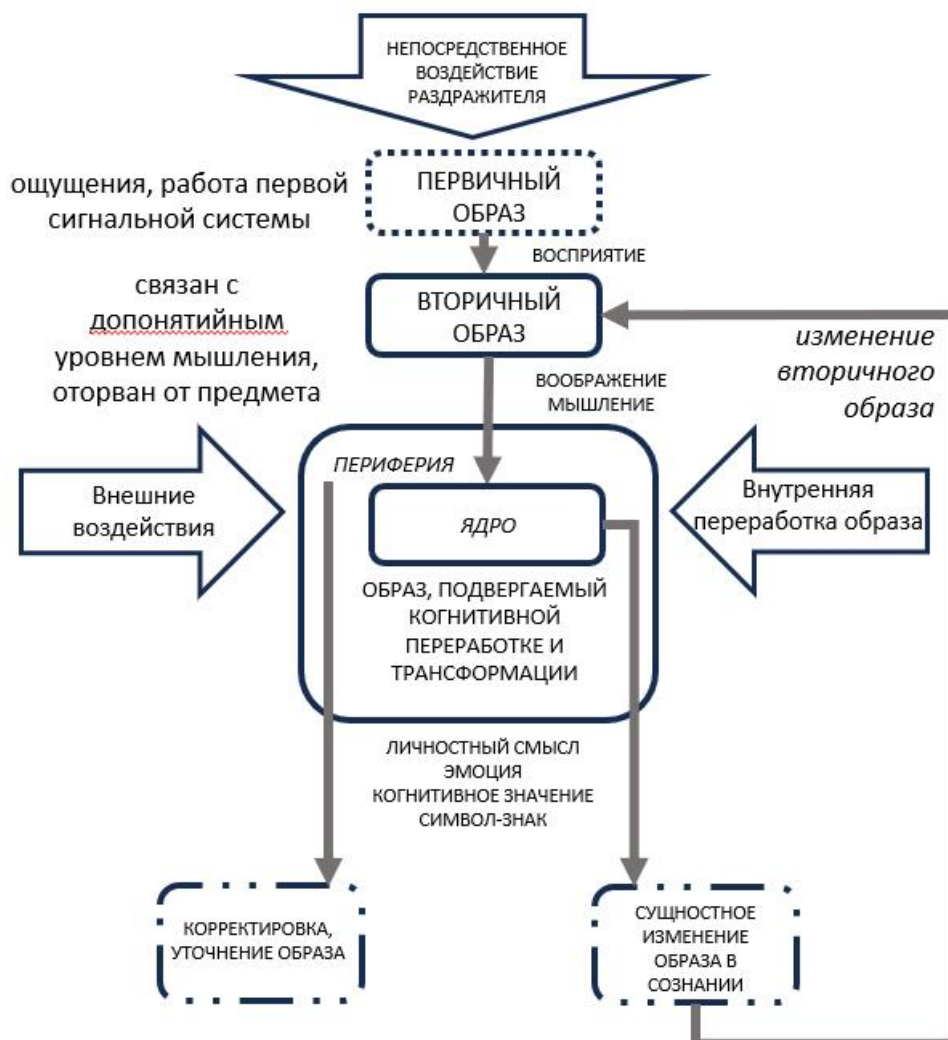 НЕПОСРЕДСТВЕННОЕ
ВОЗДЕЙСТВИЕ
РАЗДРАЖИТЕЛЯ
ощущения, работа первой
сигнальной системы
ПЕРВИЧНЫЙ
ОБРАЗ
ВОСПРИЯТИЕ
связан с
допонятийным
уровнем мышления,
оторван от предмета
ВТОРИЧНЫЙ
ОБРАЗ
изменение
вторичного
образа
ВООБРАЖЕНИЕ
МЫШЛЕНИЕ
Внешние
воздействия
ПЕРИФЕРИЯ
ЯДРО
ОБРАЗ, ПОДВЕРГАЕМЫЙ
КОГНИТИВНОЙ
ПЕРЕРАБОТКЕ И
ТРАНСФОРМАЦИИ
Внутренняя
переработка образа
ЛИЧНОСТНЫЙ СМЫСЛ
ЭМОЦИЯ
КОГНИТИВНОЕ ЗНАЧЕНИЕ
СИМВОЛ-ЗНАК
КОРРЕКТИРОВКА,
УТОЧНЕНИЕ ОБРАЗА
СУЩНОСТНОЕ
ИЗМЕНЕНИЕ
ОБРАЗА В
СОЗНАНИИ